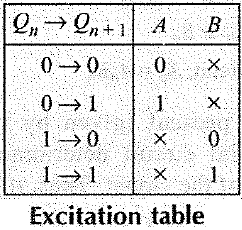 Qn → Qn+1 A B
0 → 0 0 ×
0 → 1 1 ×
1 → 0 × 0
1 → 1 × 1
Excitation table